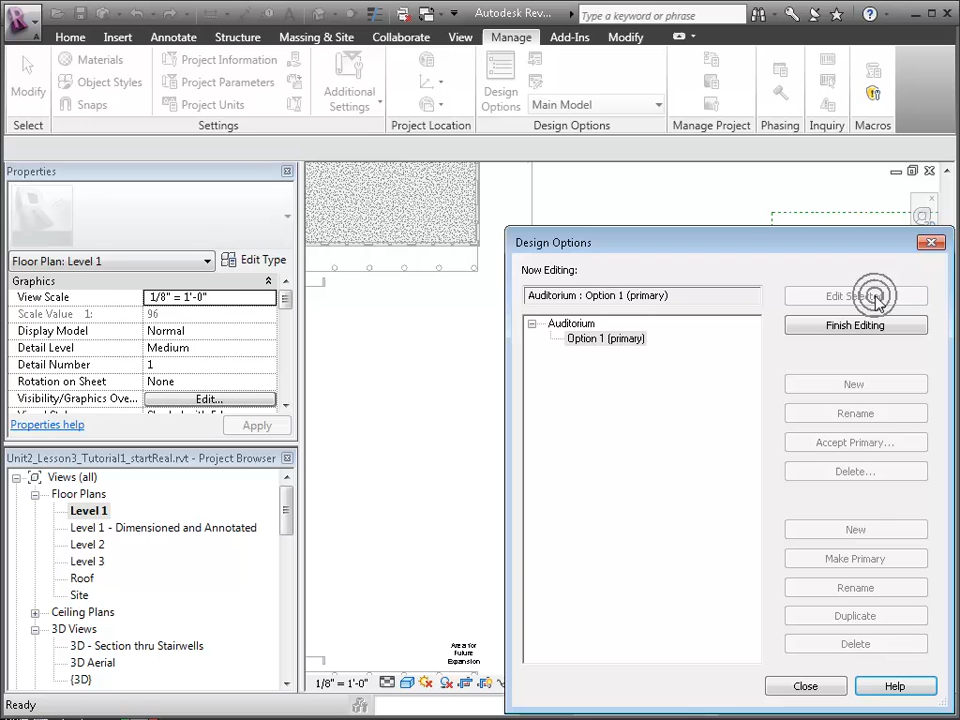 Autodesk Rev...
Type a keyword or phrase
Home
Insert
Annotate
Structure
Massing & Site
Collaborate
View
Manage
Add-Ins
Modify
Modify
Select
Materials
Object Styles
Snaps
Project Information
Project Parameters
Project Units
Additional
Settings
Settings
Project Location
Design
Options
Main Model
Design Options
Manage Project
Phasing
Inquiry
Macros
Properties
Floor Plan: Level 1
Edit Type
Graphics
View Scale
1/8" = 1'-0"
Scale Value 1:
96
Display Model
Normal
Detail Level
Medium
Detail Number
1
Rotation on Sheet
None
Visibility/Graphics Ove...
Edit...
Properties help
Apply
Unit2_Lesson3_Tutorial1_startReal.rvt - Project Browser
Views (all)
Floor Plans
Level 1
Level 1 - Dimensioned and Annotated
Level 2
Level 3
Roof
Site
Ceiling Plans
3D Views
3D - Section thru Stairwells
3D Aerial
{3D}
Ready
Area for
Future
Expansion
1/8" = 1'-0"
Design Options
Now Editing:
Auditorium : Option 1 (primary)
Auditorium
Option 1 (primary)
Edit
Finish Editing
New
Rename
Accept Primary...
Delete...
New
Make Primary
Rename
Duplicate
Delete
Close
Help